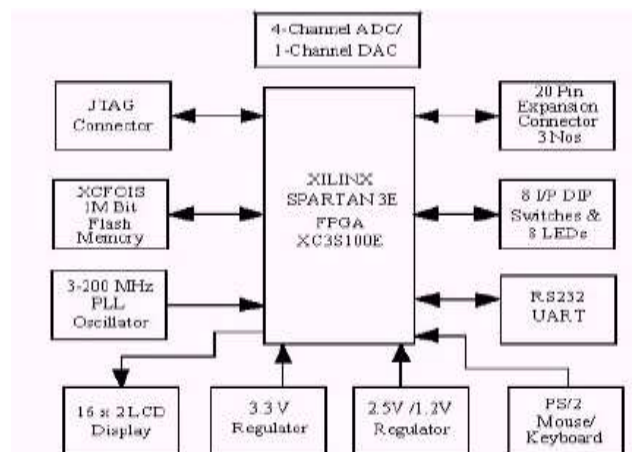 4-Channel ADC/
1-Channel DAC
JTAG
Connector
20 Pin
Expansion
Connector
3 Nos
XILINX
SPARTAN 3E
FPGA
XC3S100E
XCF01S
1M Bit
Flash
Memory
8 I/P DIP
Switches &
8 LEDs
3-200 MHz
PLL
Oscillator
RS232
UART
16 x 2 LCD
Display
3.3 V
Regulator
2.5V /1.2V
Regulator
PS/2
Mouse/
Keyboard